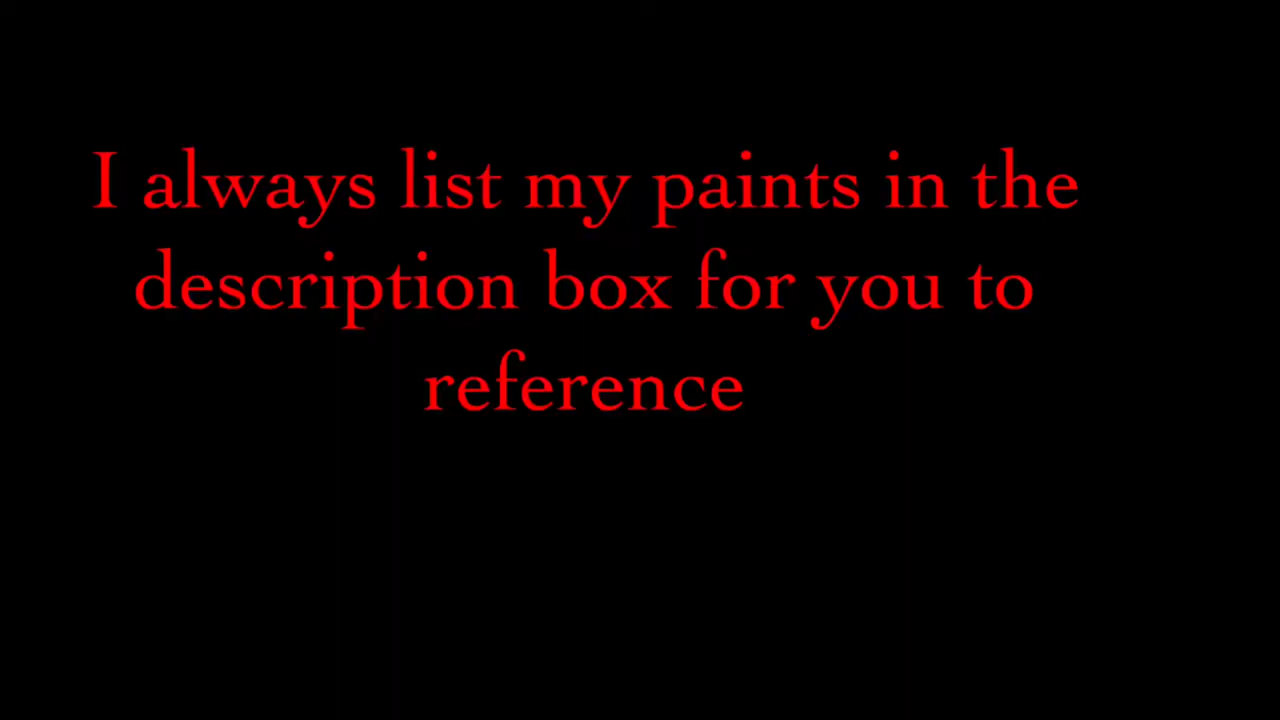 I always list my paints in the
description box for you to
reference